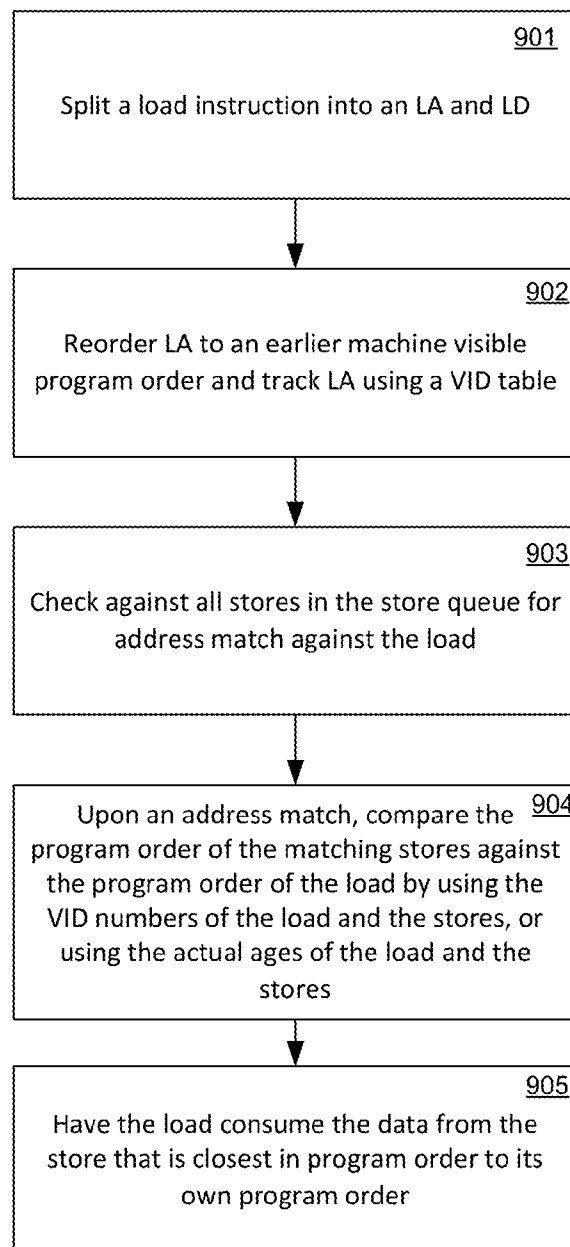 901
Split a load instruction into an LA and LD
902
Reorder LA to an earlier machine visible
program order and track LA using a VID table
903
Check against all stores in the store queue for
address match against the load
904
Upon an address match, compare the
program order of the matching stores against
the program order of the load by using the
VID numbers of the load and the stores, or
using the actual ages of the load and the
stores
905
Have the load consume the data from the
store that is closest in program order to its
own program order